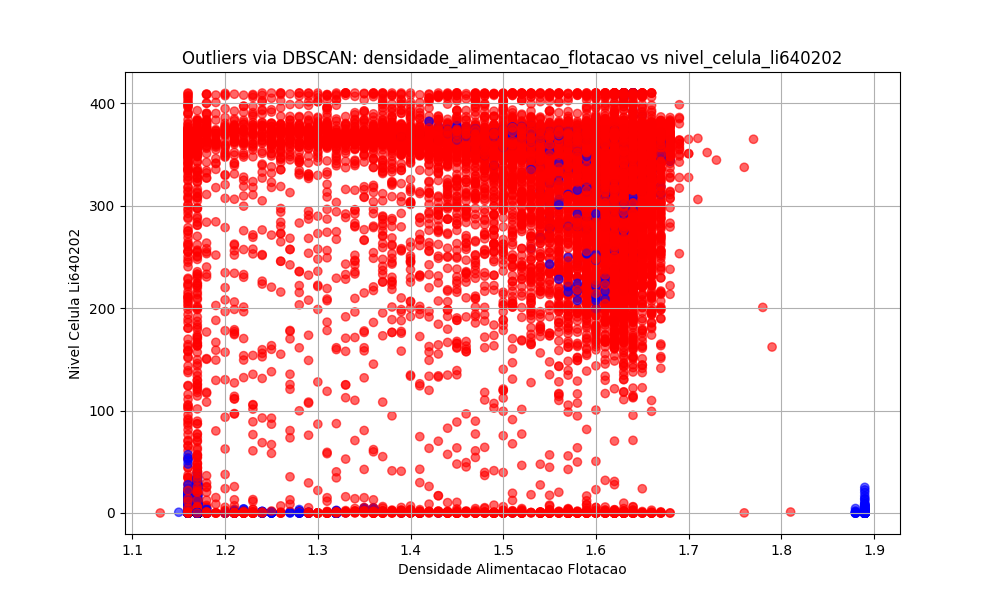 Outliers via DBSCAN: densidade_alimentacao_flotacao vs nivel_celula_li640202
400
300
200
100
0
Nivel Celula Li640202
1.1 1.2 1.3 1.4 1.5 1.6 1.7 1.8 1.9
Densidade Alimentacao Flotacao